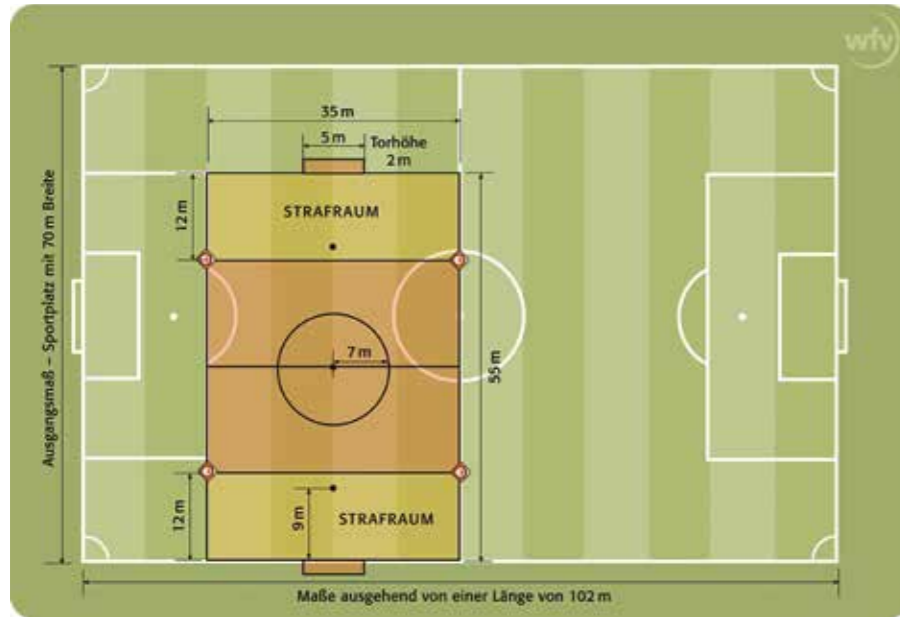 wfv
35 m
5 m
Torhöhe
2 m
12 m
STRAFRAUM
Ausgangsmaß – Sportplatz mit 70 m Breite
7 m
55 m
12 m
9 m
STRAFRAUM
Maße ausgehend von einer Länge von 102 m